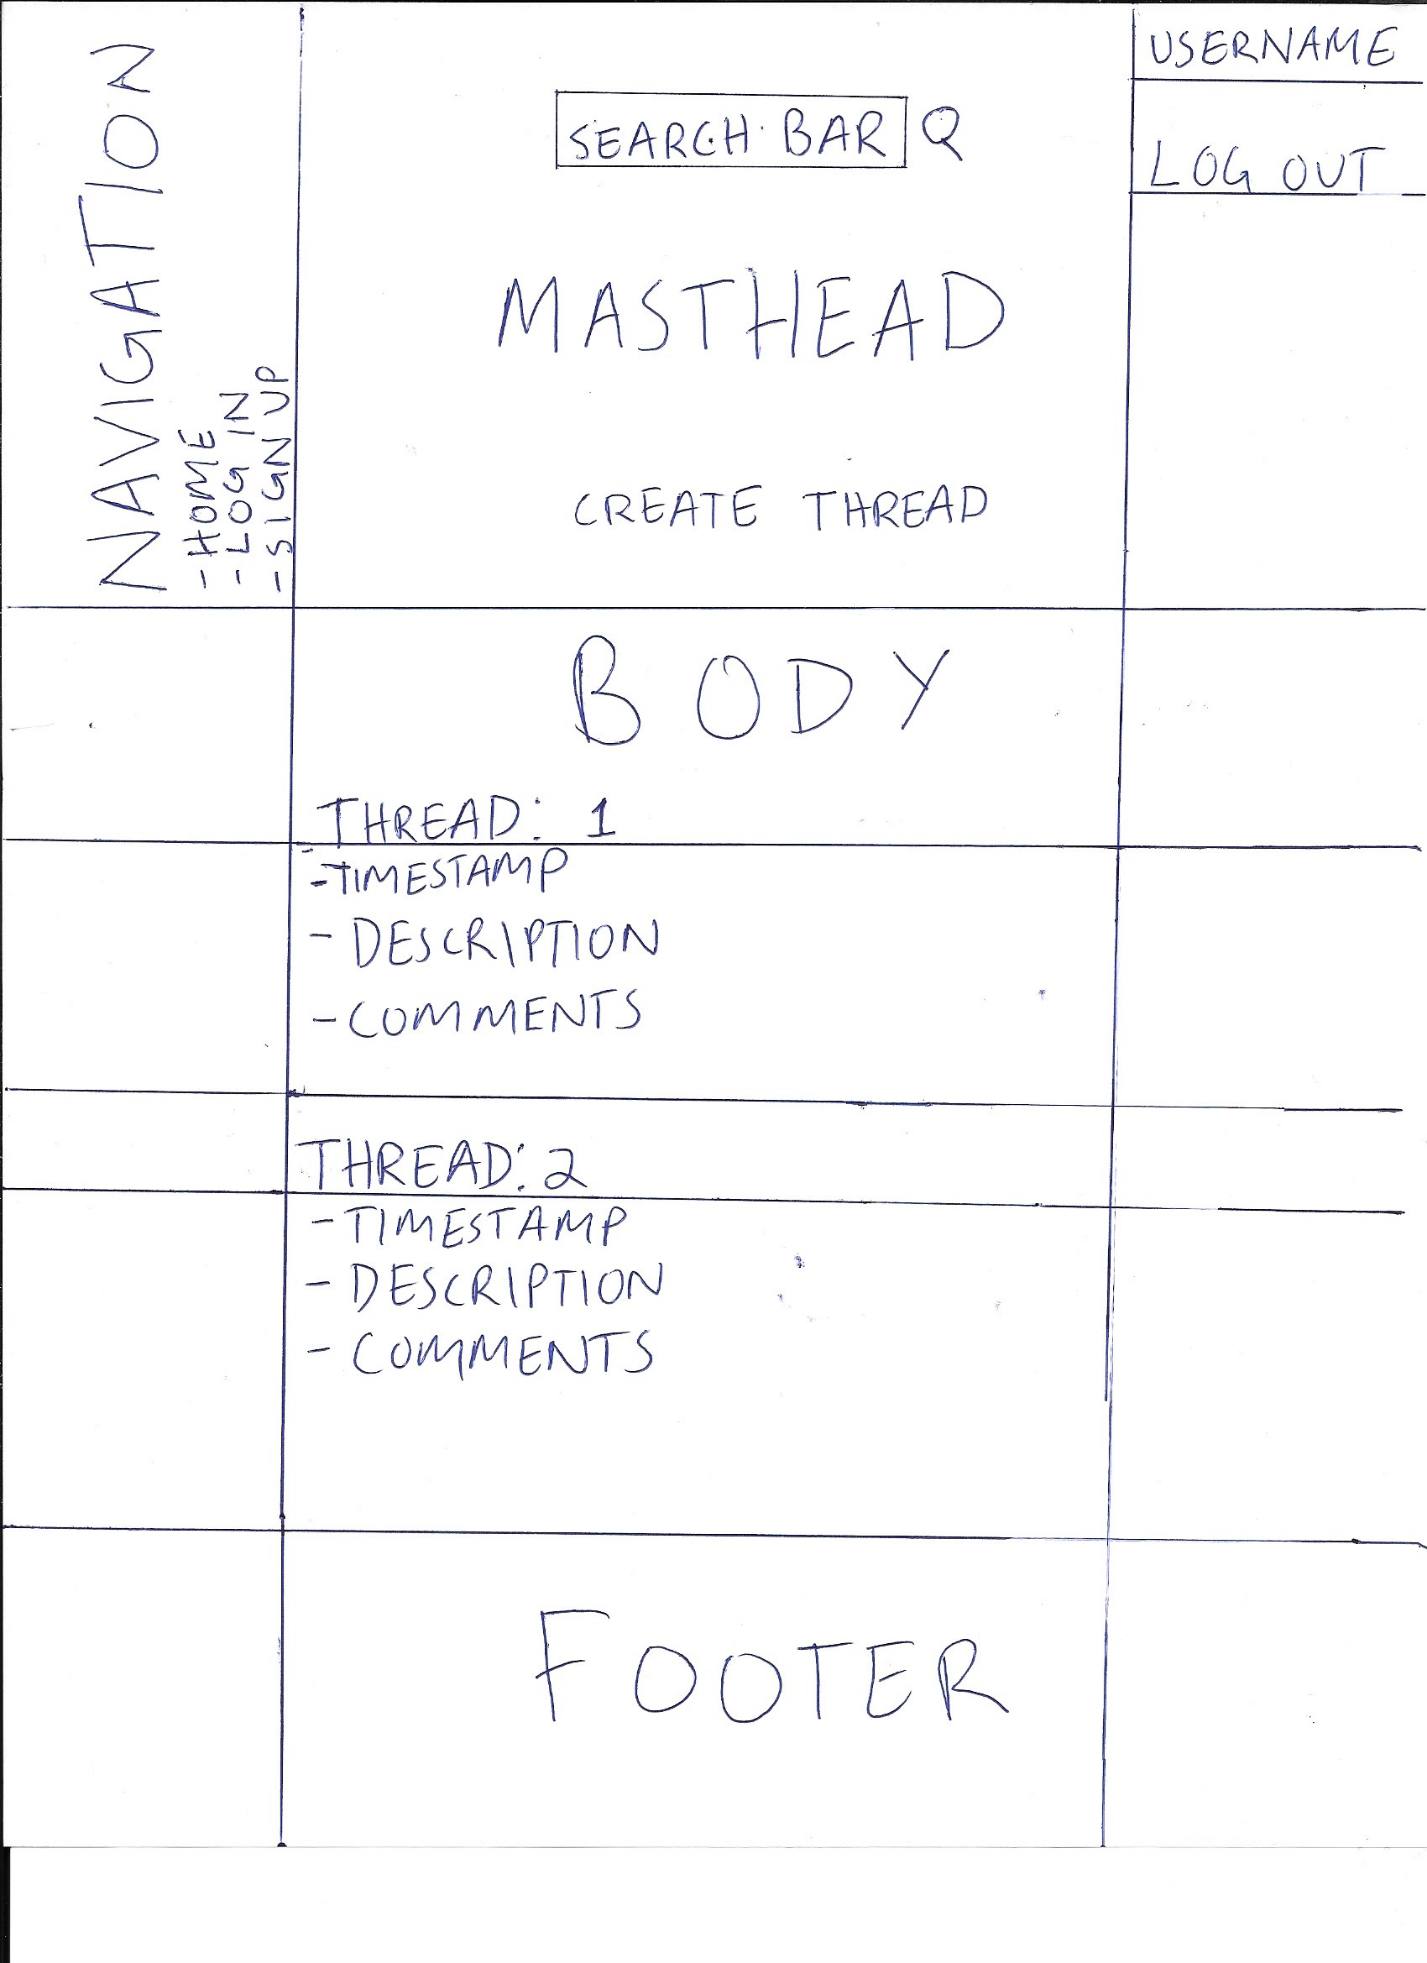 NAVIGATION
- HOME
- LOG IN
- SIGN UP
SEARCH BAR
MASTHEAD
CREATE THREAD
USERNAME
LOG OUT
BODY
THREAD: 1
- TIMESTAMP
- DESCRIPTION
- COMMENTS
THREAD: 2
- TIMESTAMP
- DESCRIPTION
- COMMENTS
FOOTER